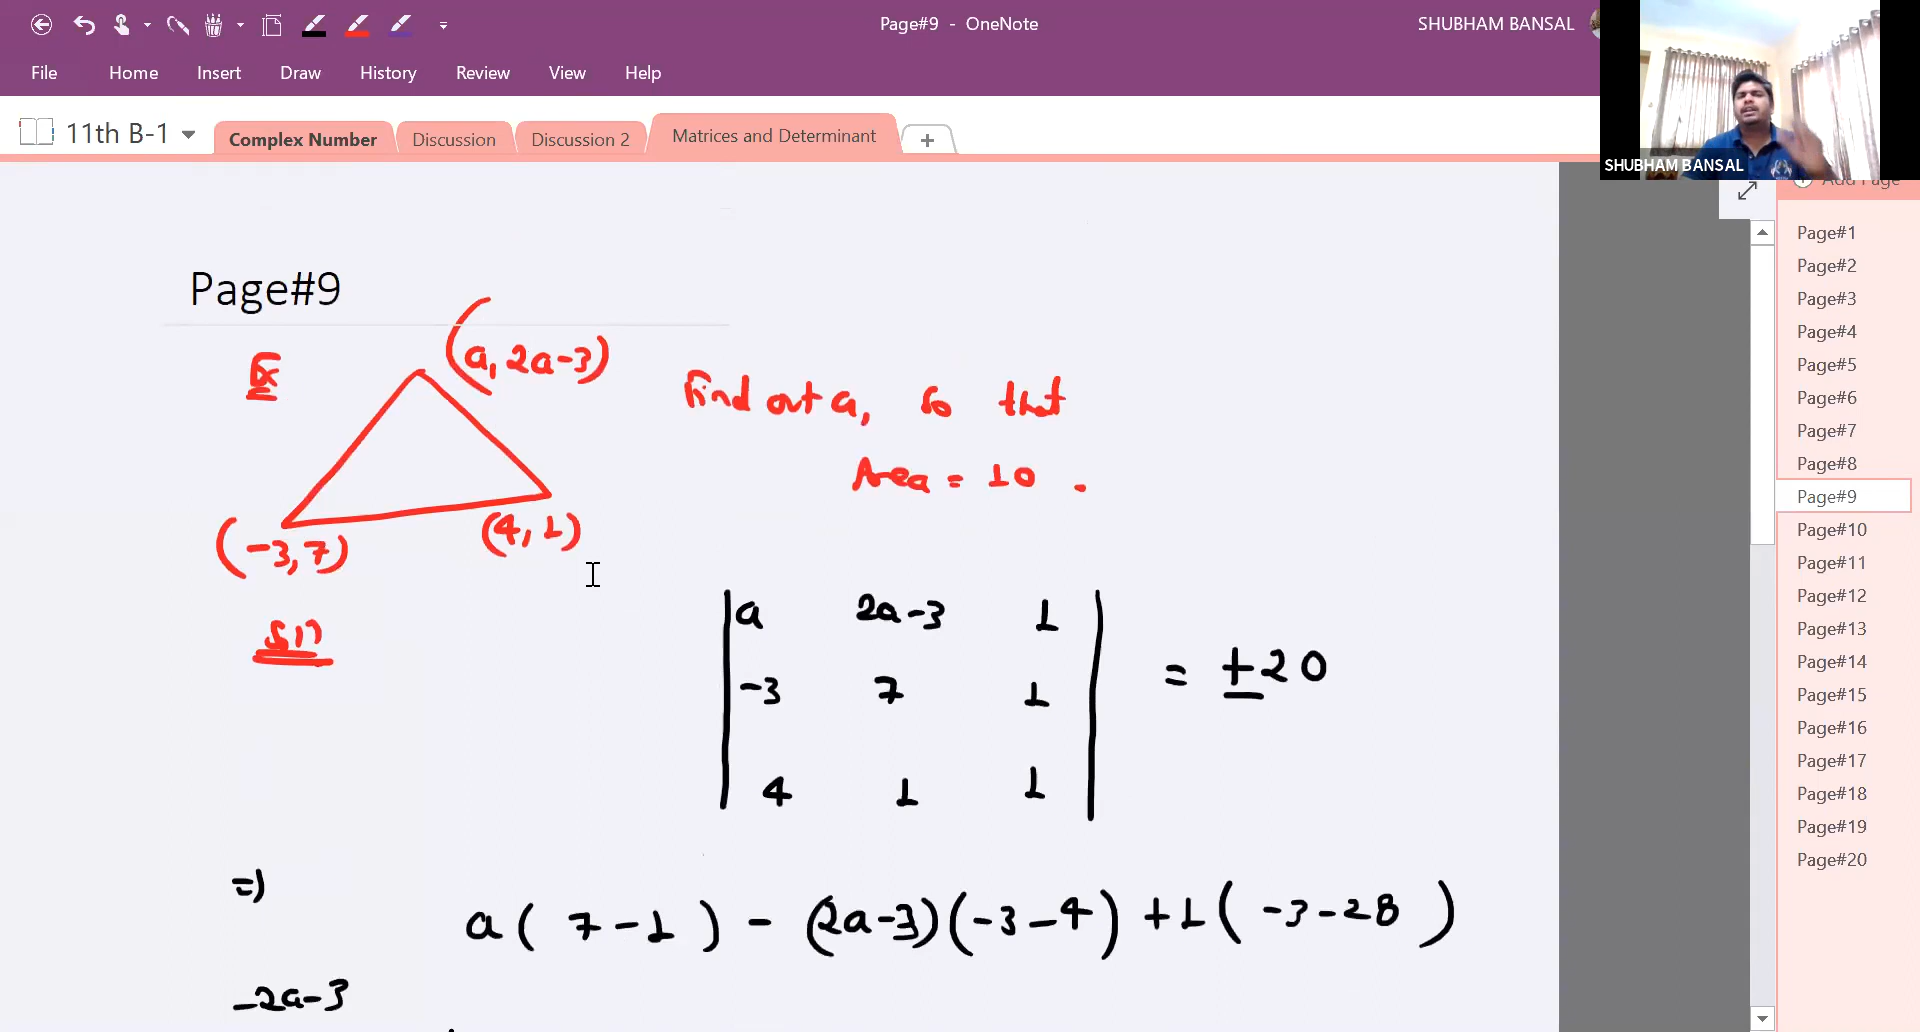 Page#9 - OneNote
SHUBHAM BANSAL
File Home Insert Draw History Review View Help
11th B-1 Complex Number Discussion Discussion 2 Matrices and Determinant +
SHUBHAM BANSAL
Add Page
Page#1
Page#2
Page#3
Page#4
Page#5
Page#6
Page#7
Page#8
Page#9
Page#10
Page#11
Page#12
Page#13
Page#14
Page#15
Page#16
Page#17
Page#18
Page#19
Page#20
Page#9
Ex
(a, 2a-3)
Find out a, so that
Area = 10 .
(-3, 7) (4, 1)
Sol
| a 2a-3 1 |
| -3 7 1 | = ±20
| 4 1 1 |
=) a ( 7 - 1 ) - (2a-3)(-3-4) + 1 ( -3-28 )
-2a-3